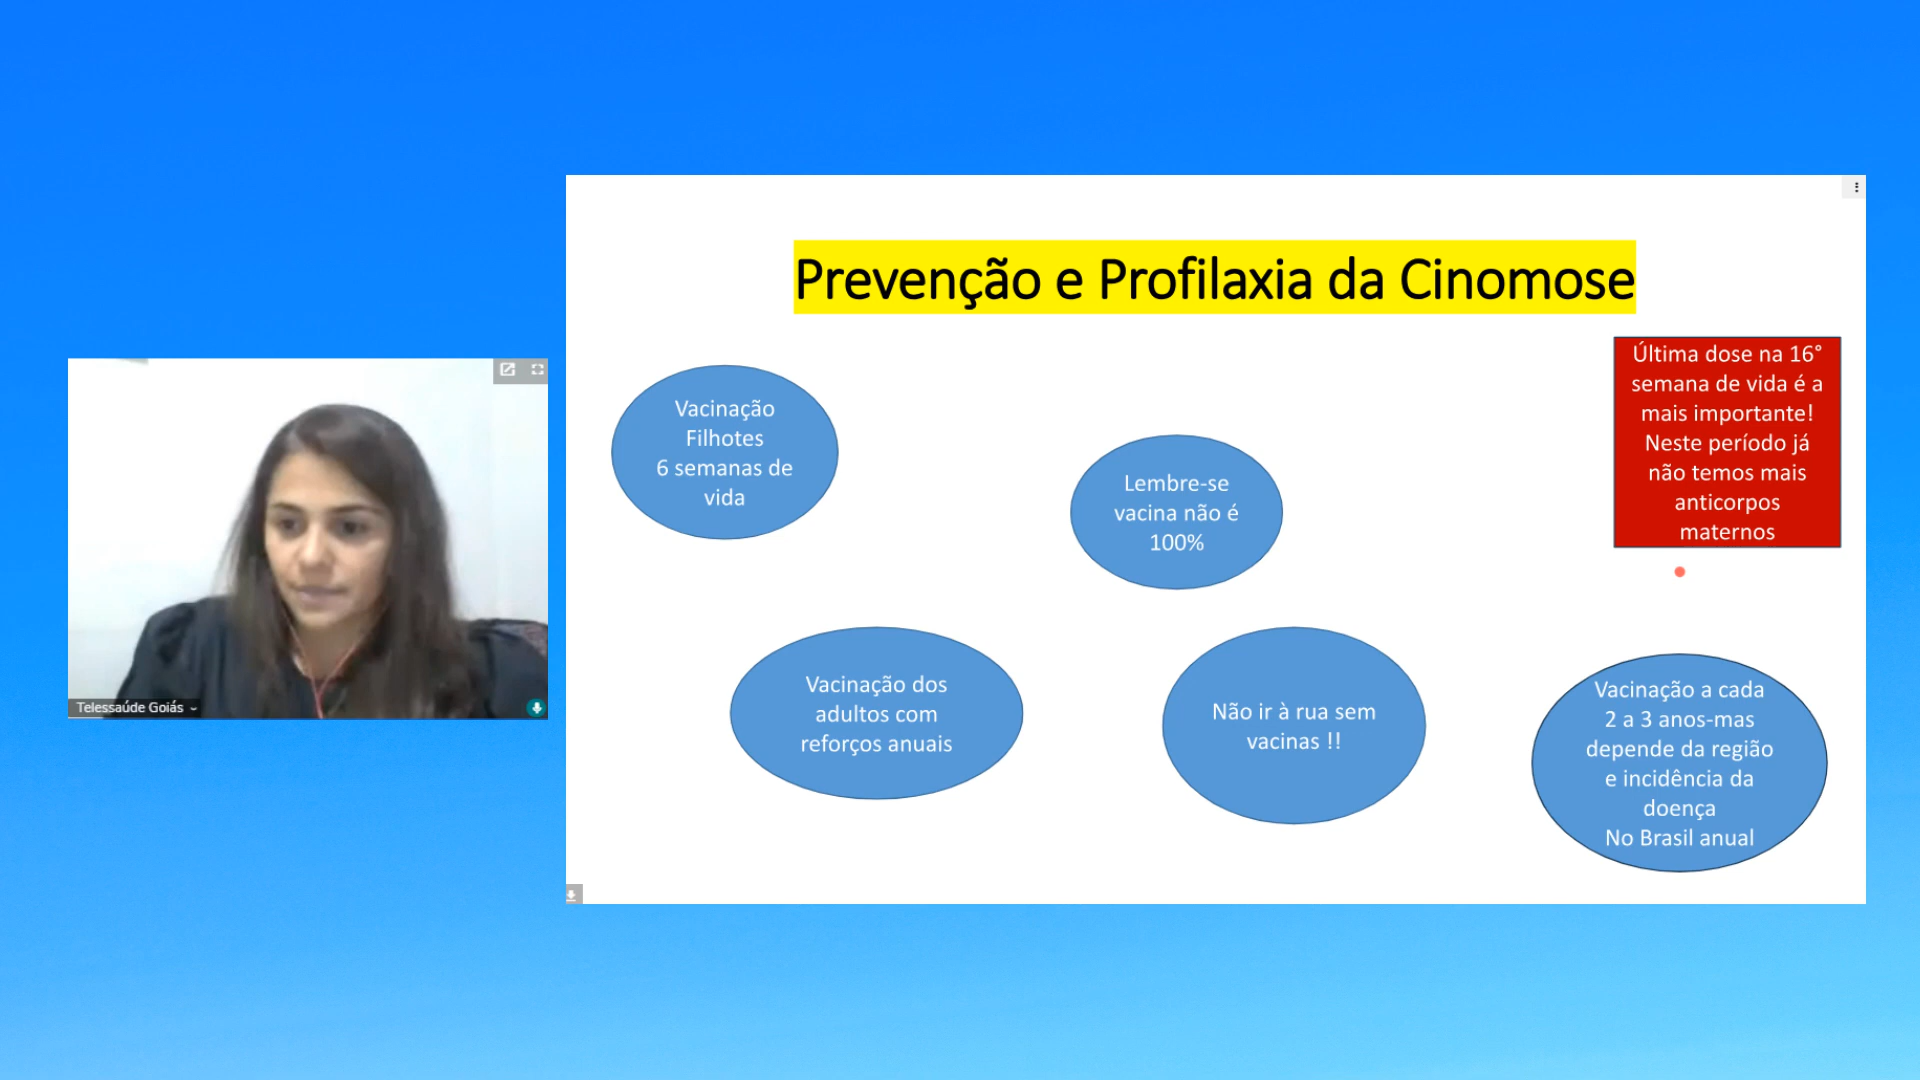 Prevenção e Profilaxia da Cinomose
Vacinação
Filhotes
6 semanas de
vida
Lembre-se
vacina não é
100%
Última dose na 16°
semana de vida é a
mais importante!
Neste período já
não temos mais
anticorpos
maternos
Vacinação dos
adultos com
reforços anuais
Não ir à rua sem
vacinas !!
Vacinação a cada
2 a 3 anos-mas
depende da região
e incidência da
doença
No Brasil anual
Telessaúde Goiás